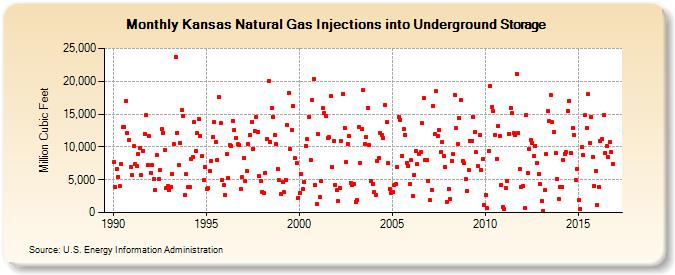 Monthly Kansas Natural Gas Injections into Underground Storage
Million Cubic Feet
25,000
20,000
15,000
10,000
5,000
0
1990 1995 2000 2005 2010 2015
Source: U.S. Energy Information Administration